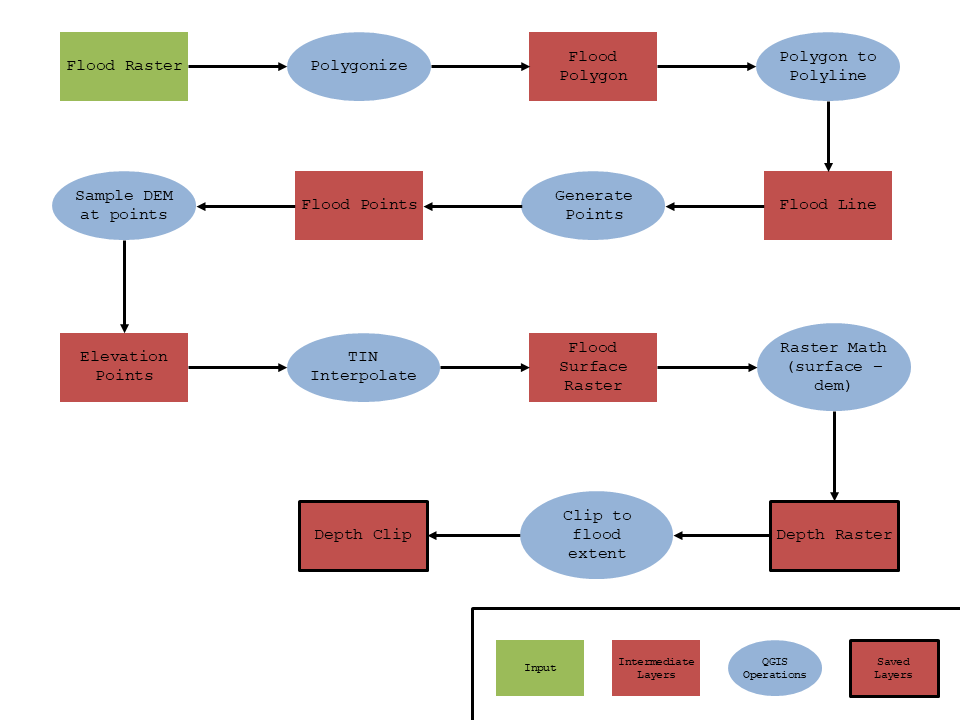 Flood Raster
Polygonize
Flood
Polygon
Polygon to
Polyline
Sample DEM
at points
Flood Points
Generate
Points
Flood Line
Elevation
Points
TIN
Interpolate
Flood
Surface
Raster
Raster Math
(surface –
dem)
Depth Clip
Clip to
flood
extent
Depth Raster
Input
Intermediate
Layers
QGIS
Operations
Saved
Layers